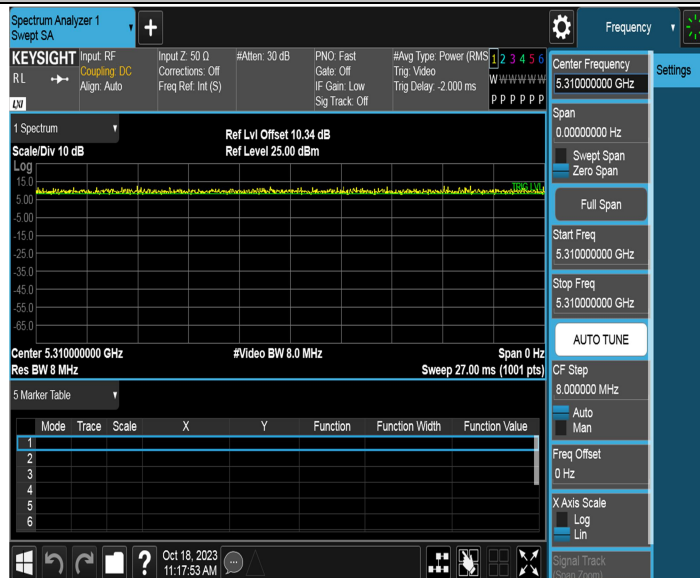 Spectrum Analyzer 1
Swept SA
Frequency
KEYSIGHT
RL
LXI
Input: RF
Coupling: DC
Align: Auto
Input Z: 50 Ω
Corrections: Off
Freq Ref: Int (S)
#Atten: 30 dB
PNO: Fast
Gate: Off
IF Gain: Low
Sig Track: Off
#Avg Type: Power (RMS
Trig: Video
Trig Delay: -2.000 ms
1 2 3 4 5 6
W W W W W W
P P P P P P
1 Spectrum
Scale/Div 10 dB
Ref Lvl Offset 10.34 dB
Ref Level 25.00 dBm
Log
15.0
5.00
-5.00
-15.0
-25.0
-35.0
-45.0
-55.0
-65.0
TRIG LVL
Center 5.310000000 GHz
#Video BW 8.0 MHz
Span 0 Hz
Res BW 8 MHz
Sweep 27.00 ms (1001 pts)
5 Marker Table
Mode Trace Scale X Y Function Function Width Function Value
1
2
3
4
5
6
Oct 18, 2023
11:17:53 AM
Center Frequency
5.310000000 GHz
Settings
Span
0.00000000 Hz
Swept Span
Zero Span
Full Span
Start Freq
5.310000000 GHz
Stop Freq
5.310000000 GHz
AUTO TUNE
CF Step
8.000000 MHz
Auto
Man
Freq Offset
0 Hz
X Axis Scale
Log
Lin
Signal Track
(Span Zoom)